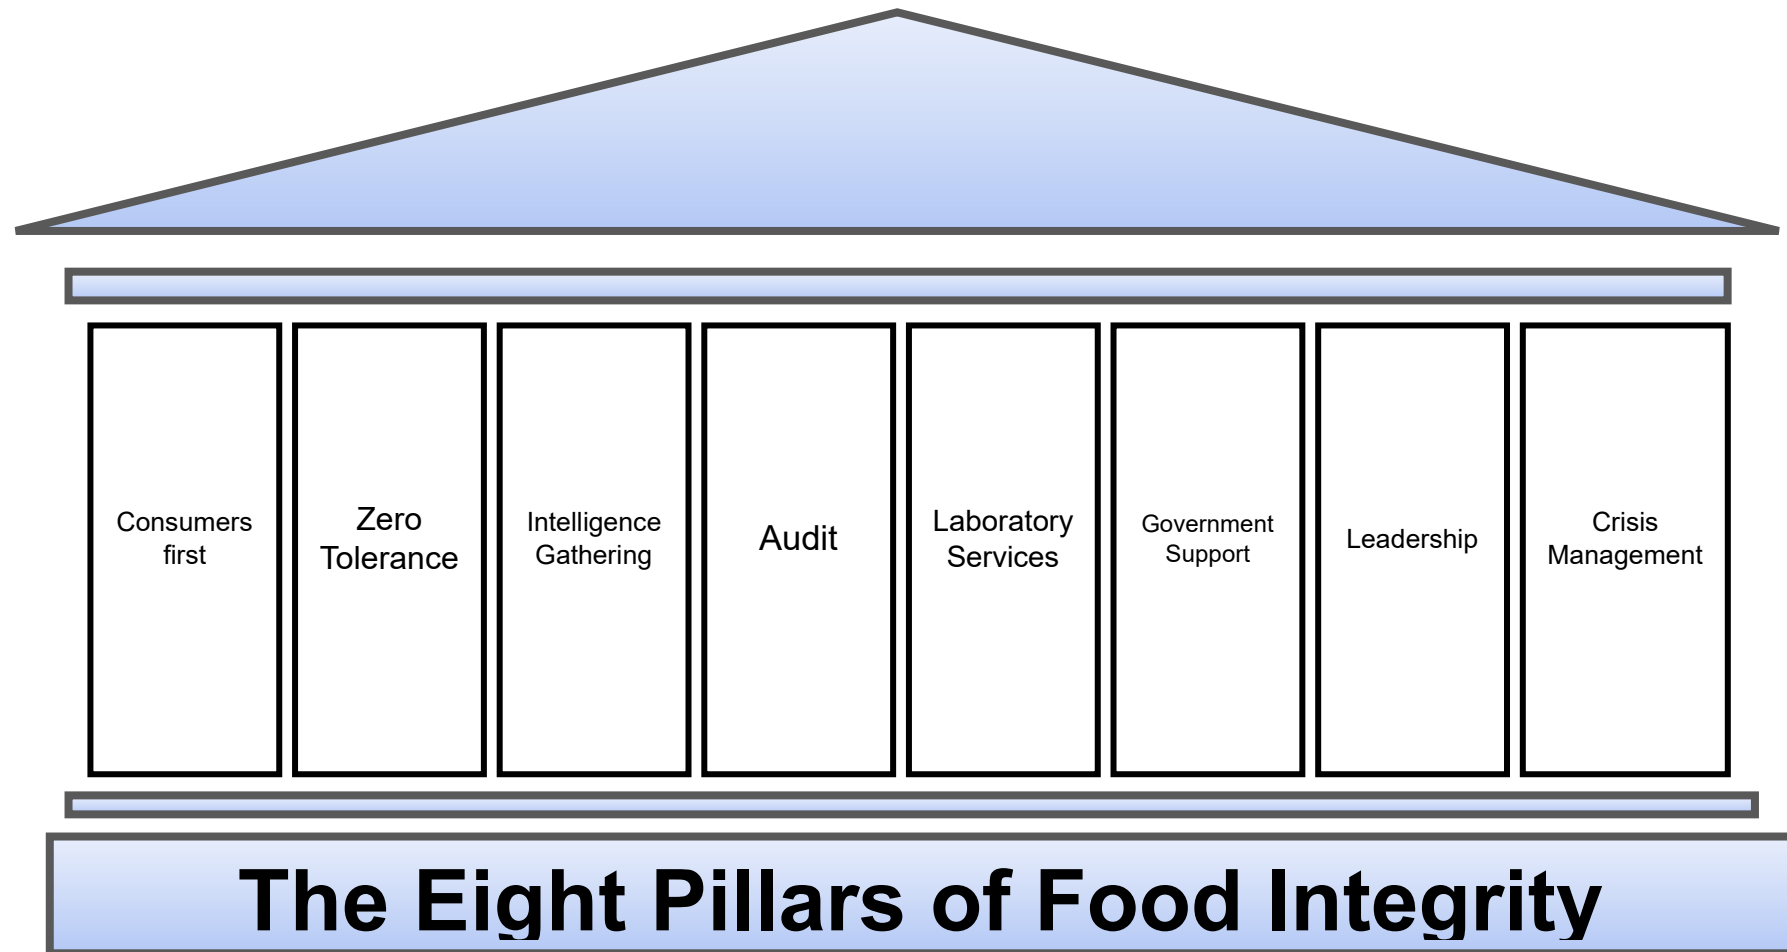 Consumers
first
Zero
Tolerance
Intelligence
Gathering
Audit
Laboratory
Services
Government
Support
Leadership
Crisis
Management
The Eight Pillars of Food Integrity